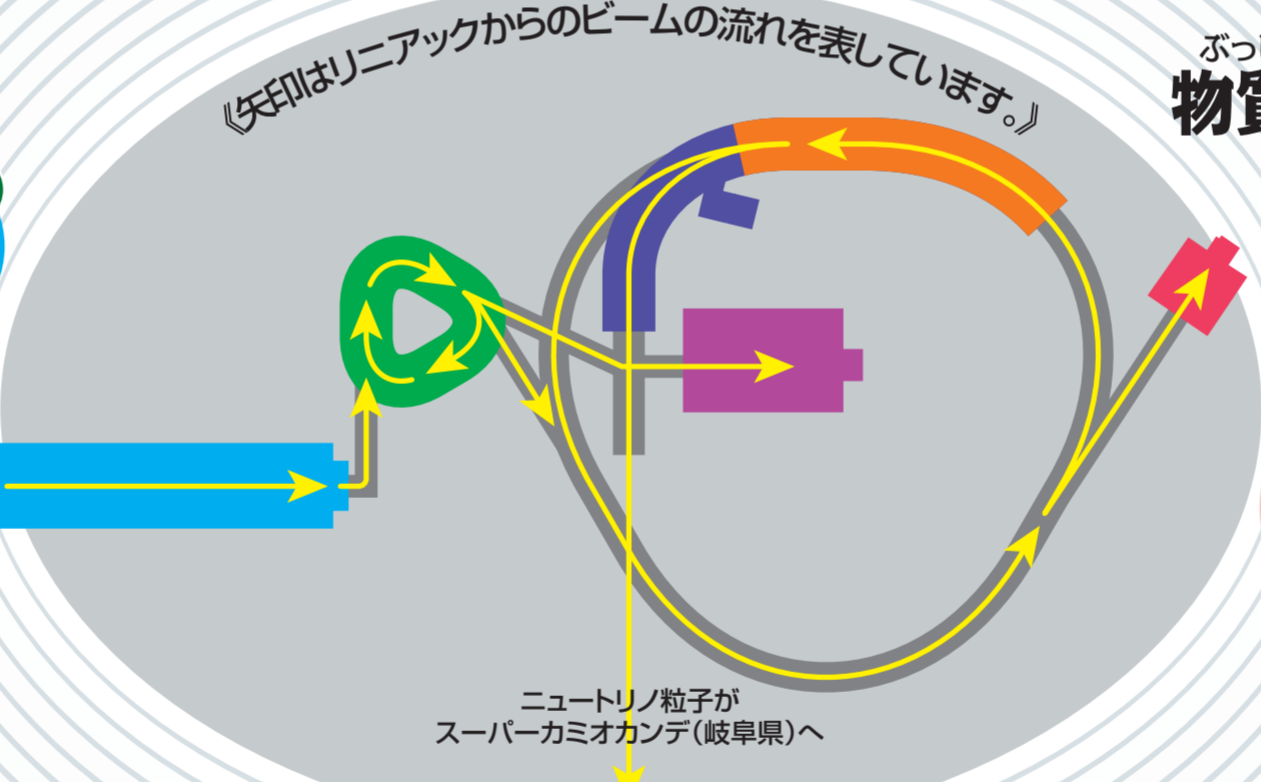 《矢印はリニアックからのビームの流れを表しています。》
ぶっ
物質
ニュートリノ粒子が
スーパーカミオカンデ（岐阜県）へ